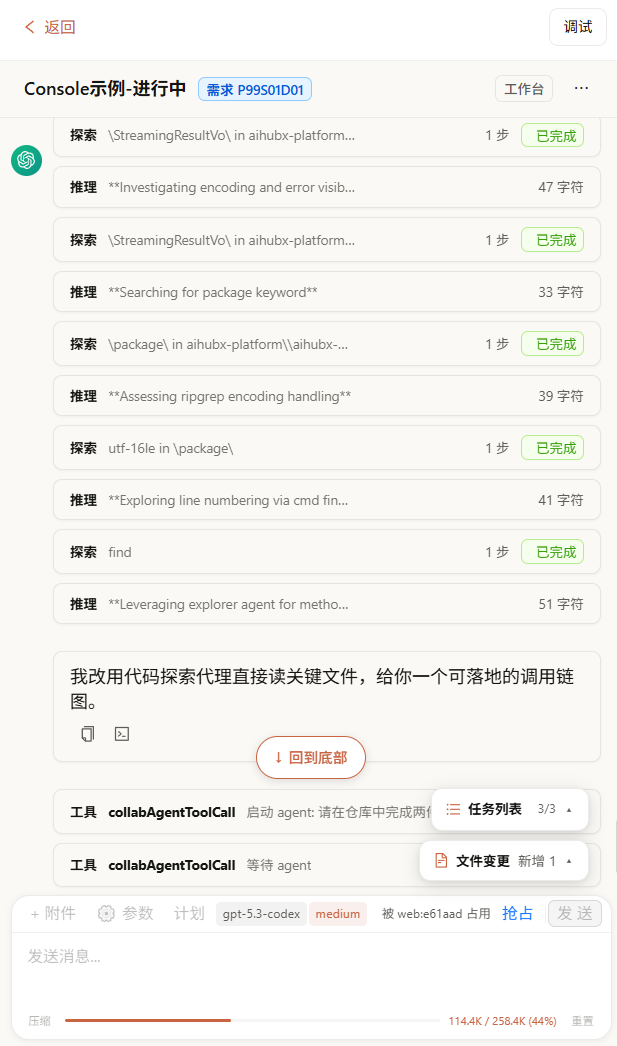 返回
调试
Console示例-进行中 需求 P99S01D01 工作台 ...
探索 \StreamingResultVo\ in aihubx-platform... 1 步 已完成
推理 **Investigating encoding and error visib... 47 字符
探索 \StreamingResultVo\ in aihubx-platform... 1 步 已完成
推理 **Searching for package keyword** 33 字符
探索 \package\ in aihubx-platform\\aihubx-... 1 步 已完成
推理 **Assessing ripgrep encoding handling** 39 字符
探索 utf-16le in \package\ 1 步 已完成
推理 **Exploring line numbering via cmd fin... 41 字符
探索 find 1 步 已完成
推理 **Leveraging explorer agent for metho... 51 字符
我改用代码探索代理直接读关键文件，给你一个可落地的调用链
图。
↓ 回到底部
工具 collabAgentToolCall 启动 agent: 请在仓库中完成两
任务列表 3/3
工具 collabAgentToolCall 等待 agent
文件变更 新增 1
+ 附件 参数 计划 gpt-5.3-codex medium 被 web:e61aad 占用 抢占 发 送
发送消息...
压缩 114.4K / 258.4K (44%) 重置